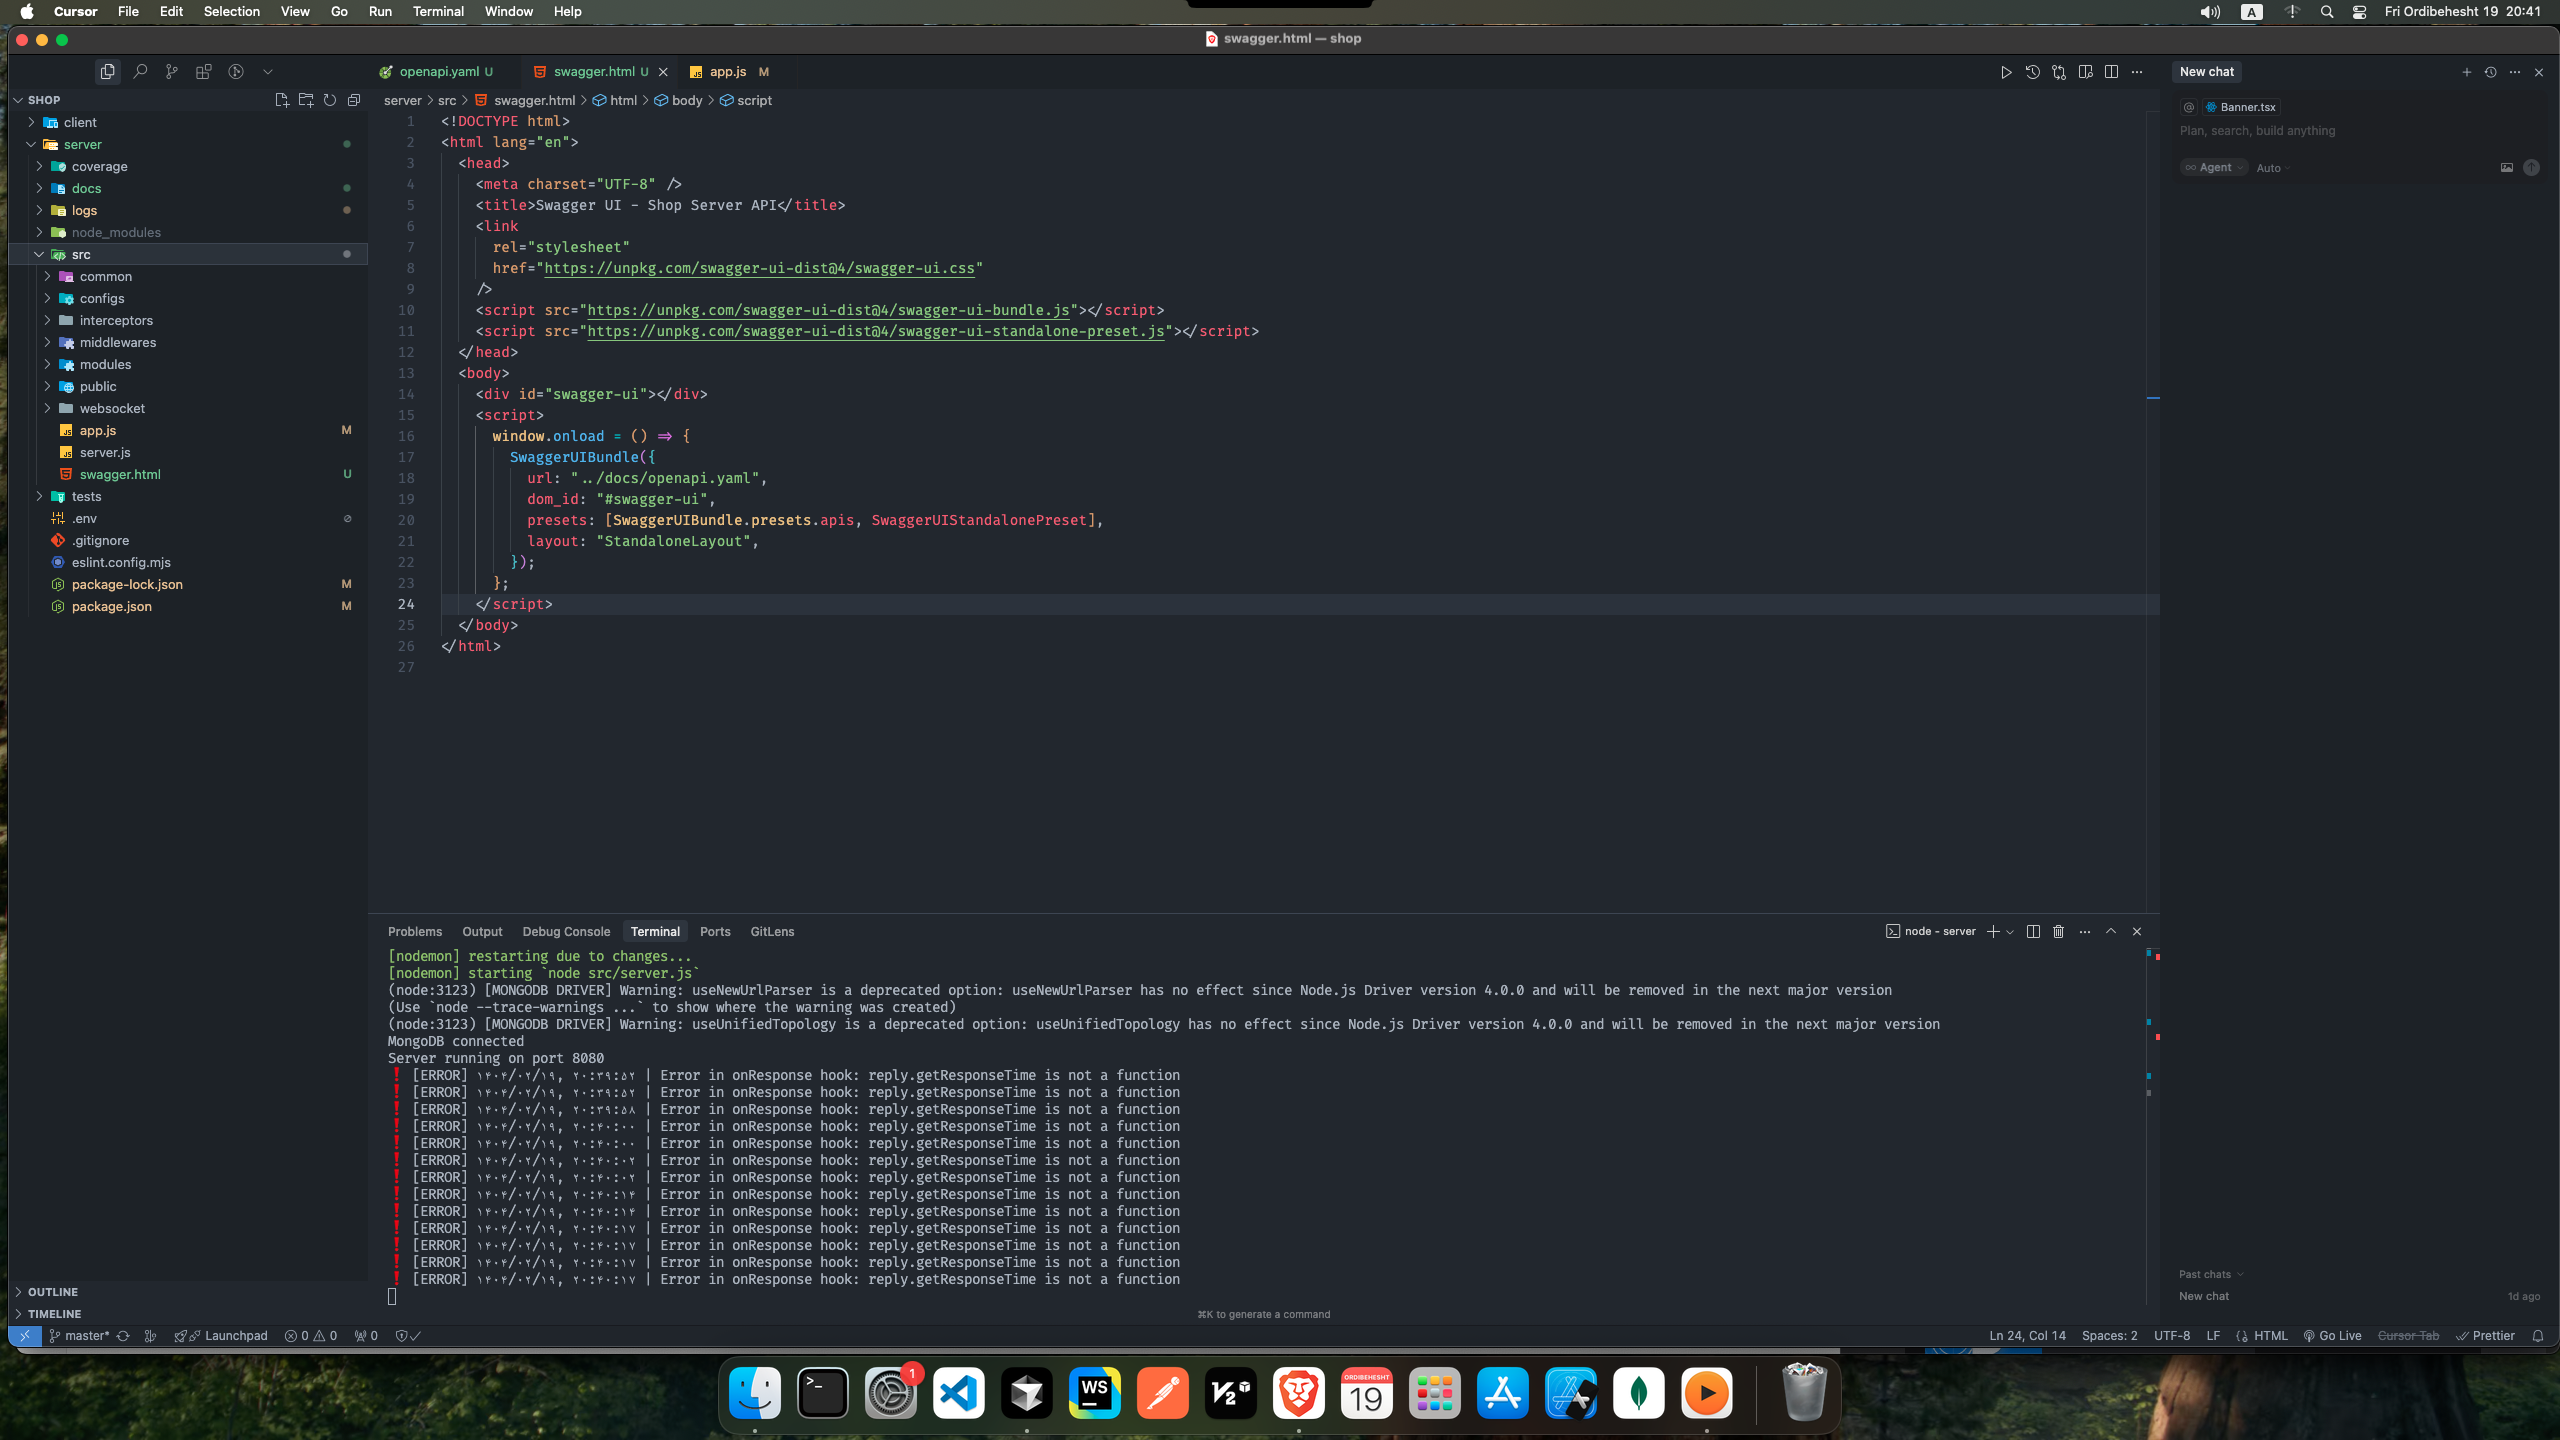 Cursor File Edit Selection View Go Run Terminal Window Help
A Fri Ordibehesht 19 20:41
swagger.html — shop
openapi.yaml U swagger.html U app.js M
New chat
SHOP
server > src > swagger.html > html > body > script
client
server
coverage
docs
logs
node_modules
src
common
configs
interceptors
middlewares
modules
public
websocket
app.js M
server.js
swagger.html U
tests
.env
.gitignore
eslint.config.mjs
package-lock.json M
package.json M
OUTLINE
TIMELINE
1 <!DOCTYPE html>
2 <html lang="en">
3 <head>
4 <meta charset="UTF-8" />
5 <title>Swagger UI - Shop Server API</title>
6 <link
7 rel="stylesheet"
8 href="https://unpkg.com/swagger-ui-dist@4/swagger-ui.css"
9 />
10 <script src="https://unpkg.com/swagger-ui-dist@4/swagger-ui-bundle.js"></script>
11 <script src="https://unpkg.com/swagger-ui-dist@4/swagger-ui-standalone-preset.js"></script>
12 </head>
13 <body>
14 <div id="swagger-ui"></div>
15 <script>
16 window.onload = () => {
17 SwaggerUIBundle({
18 url: "../docs/openapi.yaml",
19 dom_id: "#swagger-ui",
20 presets: [SwaggerUIBundle.presets.apis, SwaggerUIStandalonePreset],
21 layout: "StandaloneLayout",
22 });
23 };
24 </script>
25 </body>
26 </html>
27
@ Banner.tsx
Plan, search, build anything
∞ Agent Auto
Problems Output Debug Console Terminal Ports GitLens
node - server
[nodemon] restarting due to changes...
[nodemon] starting `node src/server.js`
(node:3123) [MONGODB DRIVER] Warning: useNewUrlParser is a deprecated option: useNewUrlParser has no effect since Node.js Driver version 4.0.0 and will be removed in the next major version
(Use `node --trace-warnings ...` to show where the warning was created)
(node:3123) [MONGODB DRIVER] Warning: useUnifiedTopology is a deprecated option: useUnifiedTopology has no effect since Node.js Driver version 4.0.0 and will be removed in the next major version
MongoDB connected
Server running on port 8080
❗ [ERROR] ۱۴۰۴/۰۲/۱۹, ۲۰:۳۹:۵۲ | Error in onResponse hook: reply.getResponseTime is not a function
❗ [ERROR] ۱۴۰۴/۰۲/۱۹, ۲۰:۳۹:۵۲ | Error in onResponse hook: reply.getResponseTime is not a function
❗ [ERROR] ۱۴۰۴/۰۲/۱۹, ۲۰:۳۹:۵۸ | Error in onResponse hook: reply.getResponseTime is not a function
❗ [ERROR] ۱۴۰۴/۰۲/۱۹, ۲۰:۴۰:۰۰ | Error in onResponse hook: reply.getResponseTime is not a function
❗ [ERROR] ۱۴۰۴/۰۲/۱۹, ۲۰:۴۰:۰۰ | Error in onResponse hook: reply.getResponseTime is not a function
❗ [ERROR] ۱۴۰۴/۰۲/۱۹, ۲۰:۴۰:۰۲ | Error in onResponse hook: reply.getResponseTime is not a function
❗ [ERROR] ۱۴۰۴/۰۲/۱۹, ۲۰:۴۰:۰۲ | Error in onResponse hook: reply.getResponseTime is not a function
❗ [ERROR] ۱۴۰۴/۰۲/۱۹, ۲۰:۴۰:۱۴ | Error in onResponse hook: reply.getResponseTime is not a function
❗ [ERROR] ۱۴۰۴/۰۲/۱۹, ۲۰:۴۰:۱۴ | Error in onResponse hook: reply.getResponseTime is not a function
❗ [ERROR] ۱۴۰۴/۰۲/۱۹, ۲۰:۴۰:۱۷ | Error in onResponse hook: reply.getResponseTime is not a function
❗ [ERROR] ۱۴۰۴/۰۲/۱۹, ۲۰:۴۰:۱۷ | Error in onResponse hook: reply.getResponseTime is not a function
❗ [ERROR] ۱۴۰۴/۰۲/۱۹, ۲۰:۴۰:۱۷ | Error in onResponse hook: reply.getResponseTime is not a function
❗ [ERROR] ۱۴۰۴/۰۲/۱۹, ۲۰:۴۰:۱۷ | Error in onResponse hook: reply.getResponseTime is not a function
⌘K to generate a command
Past chats
New chat 1d ago
master* Launchpad 0 0 0 Ln 24, Col 14 Spaces: 2 UTF-8 LF HTML Go Live Cursor Tab Prettier
1
WS
V2
ORDIBEHESHT
19